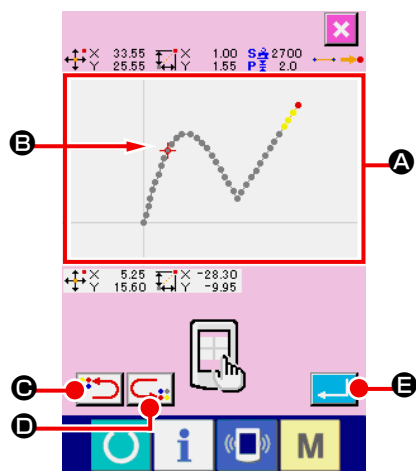 X 33.55 X 1.00 S 2700
Y 25.55 Y 1.55 P 2.0
B
A
X 5.25 X -28.30
Y 15.60 Y -9.95
C
E
D
i M